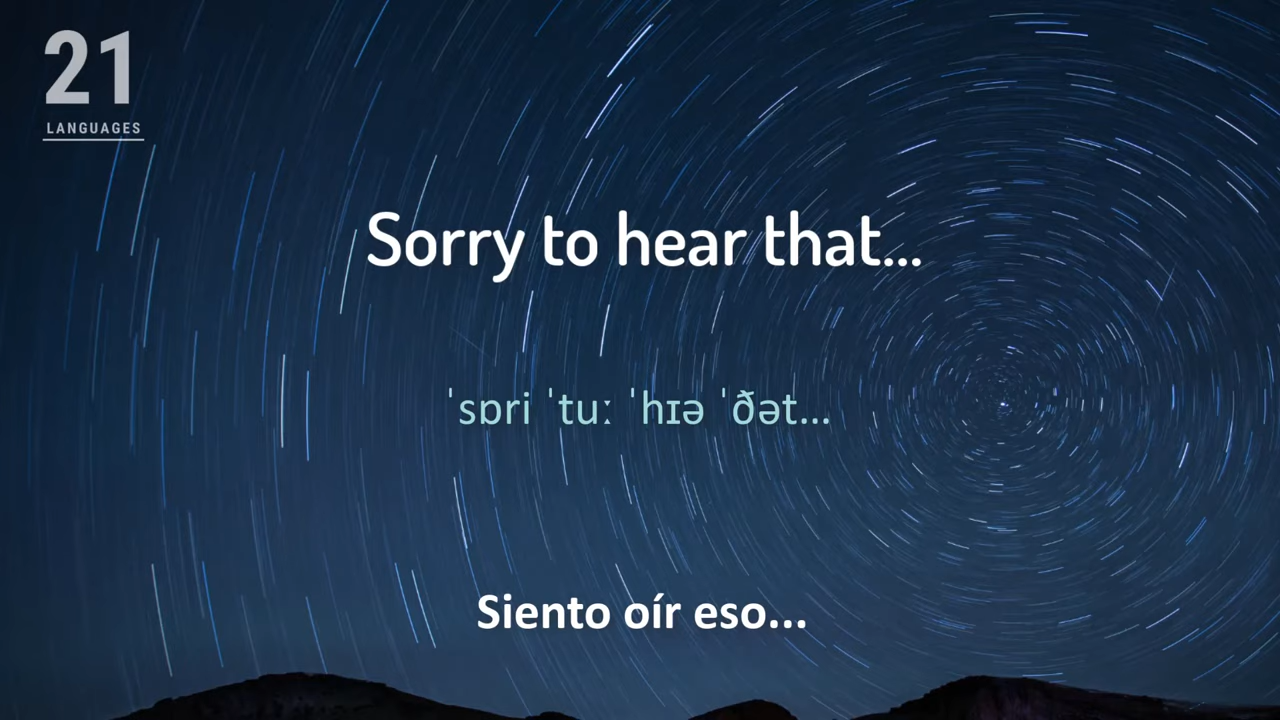 21
LANGUAGES
Sorry to hear that...
ˈsɒri ˈtuː ˈhɪə ˈðət...
Siento oír eso...